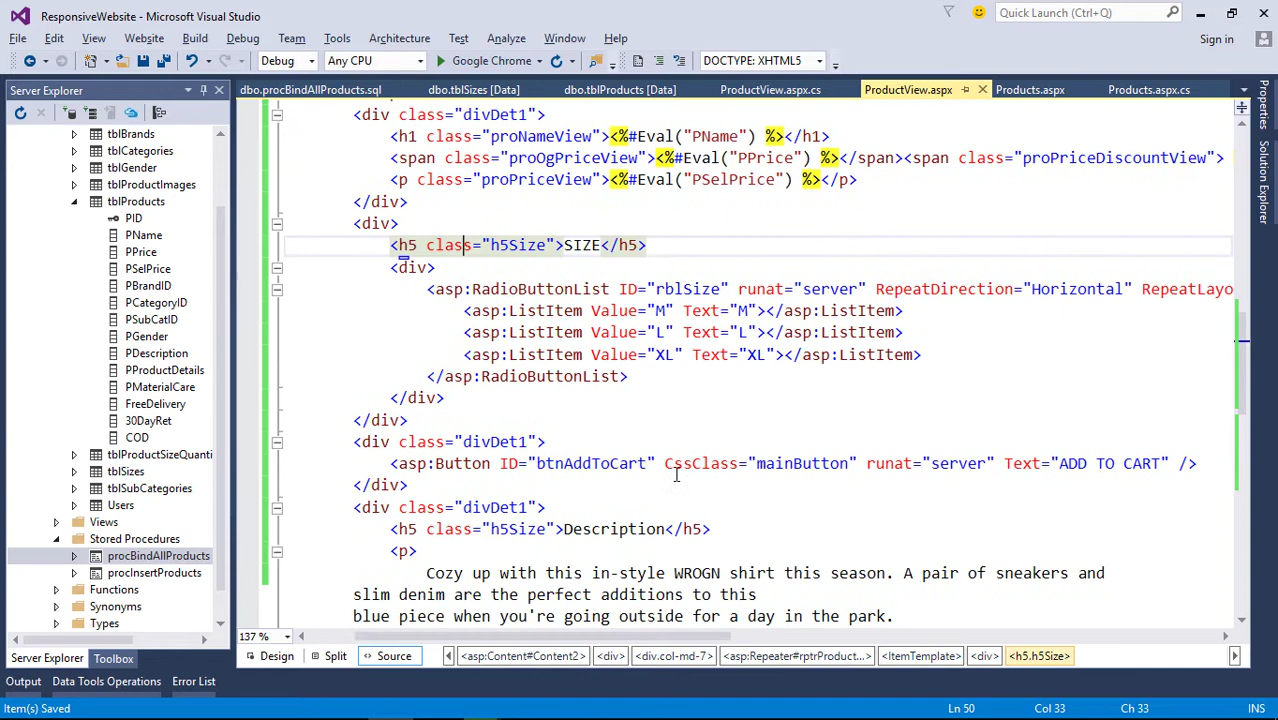 ResponsiveWebsite - Microsoft Visual Studio
Quick Launch (Ctrl+Q)
File Edit View Website Build Debug Team Tools Architecture Test Analyze Window Help
Sign in
Debug Any CPU Google Chrome DOCTYPE: XHTML5
Server Explorer
dbo.procBindAllProducts.sql dbo.tblSizes [Data] dbo.tblProducts [Data] ProductView.aspx.cs ProductView.aspx Products.aspx Products.aspx.cs
tblBrands
tblCategories
tblGender
tblProductImages
tblProducts
PID
PName
PPrice
PSelPrice
PBrandID
PCategoryID
PSubCatID
PGender
PDescription
PProductDetails
PMaterialCare
FreeDelivery
30DayRet
COD
tblProductSizeQuanti
tblSizes
tblSubCategories
Users
Views
Stored Procedures
procBindAllProducts
procInsertProducts
Functions
Synonyms
Types
<div class="divDet1">
<h1 class="proNameView"><%#Eval("PName") %></h1>
<span class="proOgPriceView"><%#Eval("PPrice") %></span><span class="proPriceDiscountView">
<p class="proPriceView"><%#Eval("PSelPrice") %></p>
</div>
<div>
<h5 class="h5Size">SIZE</h5>
<div>
<asp:RadioButtonList ID="rblSize" runat="server" RepeatDirection="Horizontal" RepeatLayo
<asp:ListItem Value="M" Text="M"></asp:ListItem>
<asp:ListItem Value="L" Text="L"></asp:ListItem>
<asp:ListItem Value="XL" Text="XL"></asp:ListItem>
</asp:RadioButtonList>
</div>
</div>
<div class="divDet1">
<asp:Button ID="btnAddToCart" CssClass="mainButton" runat="server" Text="ADD TO CART" />
</div>
<div class="divDet1">
<h5 class="h5Size">Description</h5>
<p>
Cozy up with this in-style WROGN shirt this season. A pair of sneakers and
slim denim are the perfect additions to this
blue piece when you're going outside for a day in the park.
137 %
Design Split Source <asp:Content#Content2> <div> <div.col-md-7> <asp:Repeater#rptrProduct... <ItemTemplate> <div> <h5.h5Size>
Server Explorer Toolbox
Output Data Tools Operations Error List
Item(s) Saved Ln 50 Col 33 Ch 33 INS
Properties
Solution Explorer